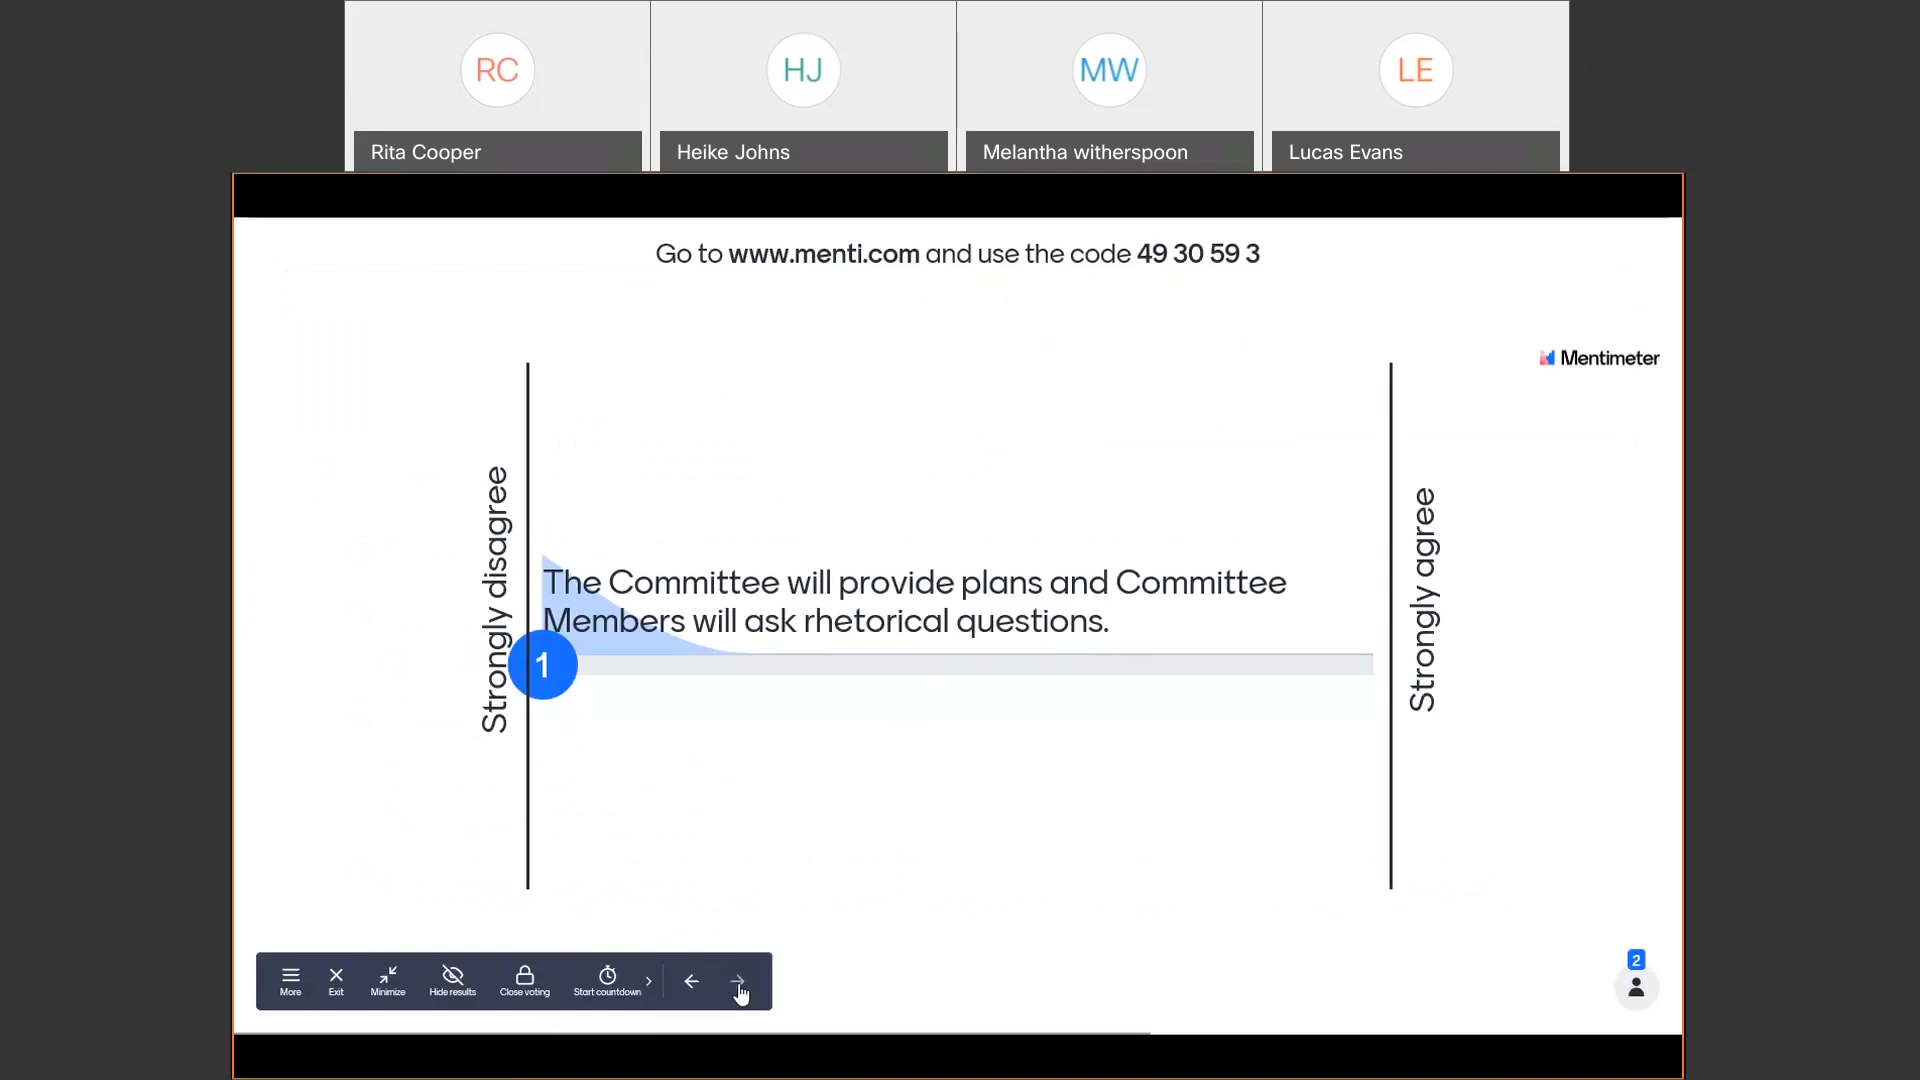 RC
HJ
MW
LE
Rita Cooper
Heike Johns
Melantha witherspoon
Lucas Evans
Go to www.menti.com and use the code 49 30 59 3
Mentimeter
Strongly disagree
The Committee will provide plans and Committee
Members will ask rhetorical questions.
1
Strongly agree
More
Exit
Minimize
Hide results
Close voting
Start countdown
2